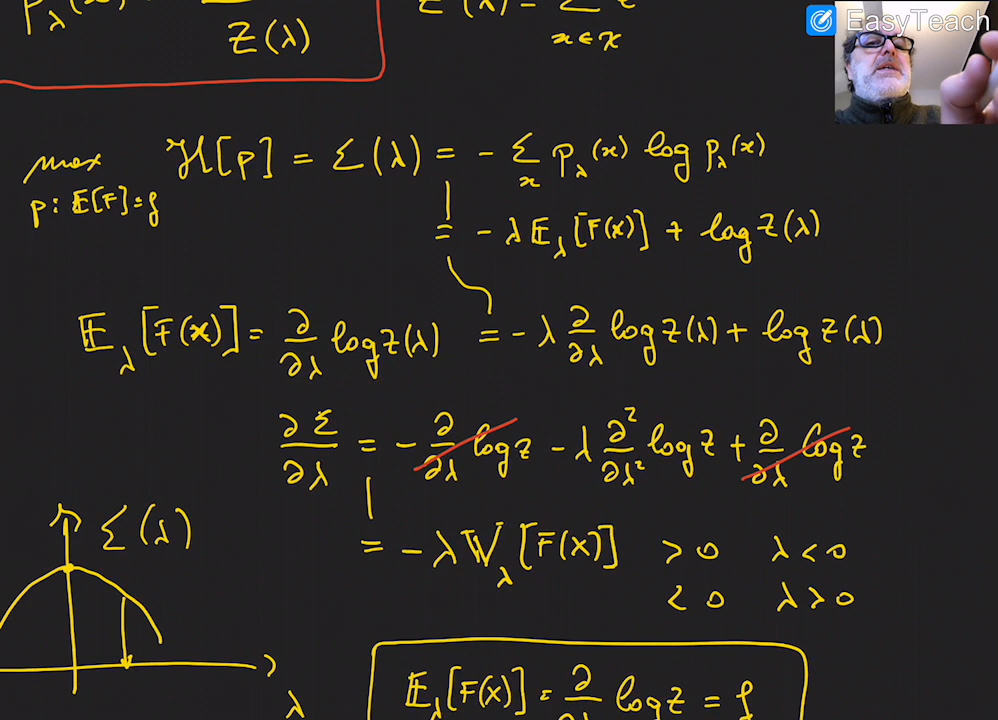 EasyTeach
Z(λ)
x∈X
max H[p] = Σ(λ) = - Σ_x p_λ(x) log p_λ(x)
p: E[F]=f
= - λ E_λ[F(x)] + log Z(λ)
E_λ[F(x)] = ∂/∂λ log Z(λ) = - λ ∂/∂λ log Z(λ) + log Z(λ)
∂Σ/∂λ = - ∂/∂λ log Z - λ ∂²/∂λ² log Z + ∂/∂λ log Z
Σ(λ)
= - λ V_λ[F(x)] > 0 λ < 0
< 0 λ > 0
λ
E_λ[F(x)] = ∂/∂λ log Z = f